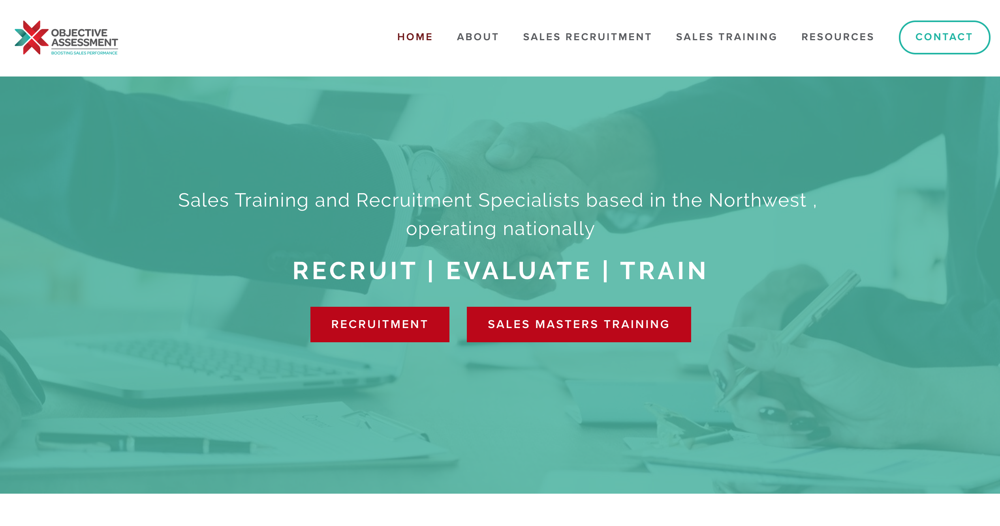 OBJECTIVE
ASSESSMENT
BOOSTING SALES PERFORMANCE
HOME ABOUT SALES RECRUITMENT SALES TRAINING RESOURCES CONTACT
Sales Training and Recruitment Specialists based in the Northwest ,
operating nationally
RECRUIT | EVALUATE | TRAIN
RECRUITMENT SALES MASTERS TRAINING